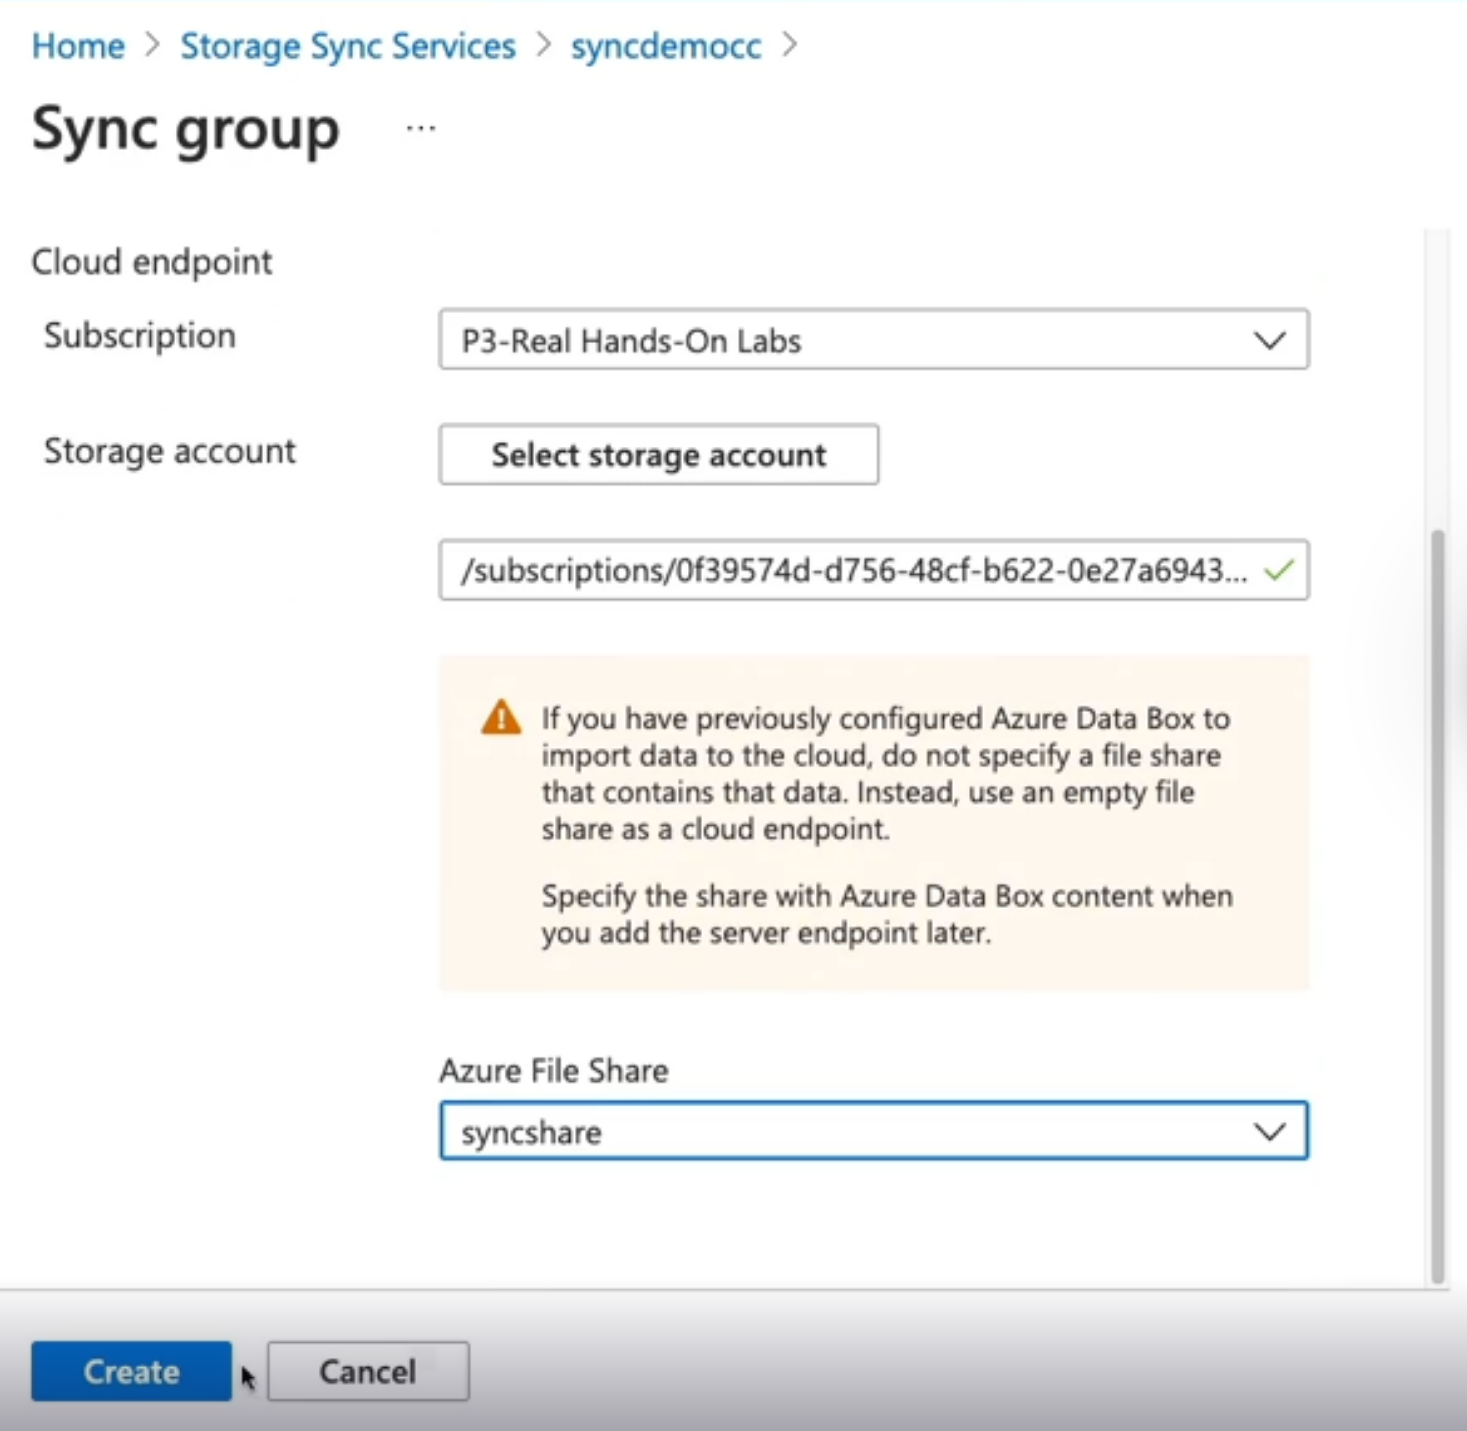 Home > Storage Sync Services > syncdemocc >
Sync group ...
Cloud endpoint
Subscription
P3-Real Hands-On Labs
Storage account
Select storage account
/subscriptions/0f39574d-d756-48cf-b622-0e27a6943...
If you have previously configured Azure Data Box to
import data to the cloud, do not specify a file share
that contains that data. Instead, use an empty file
share as a cloud endpoint.
Specify the share with Azure Data Box content when
you add the server endpoint later.
Azure File Share
syncshare
Create
Cancel